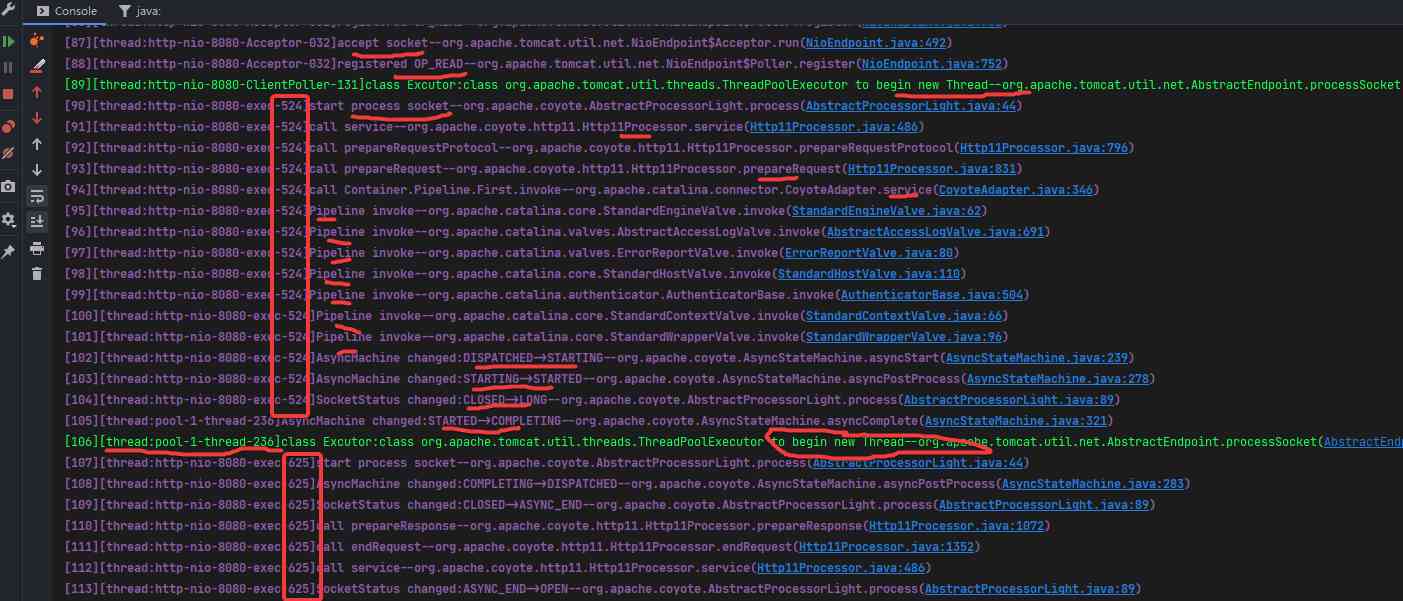 Console java:
[87][thread:http-nio-8080-Acceptor-032]accept socket--org.apache.tomcat.util.net.NioEndpoint$Acceptor.run(NioEndpoint.java:492)
[88][thread:http-nio-8080-Acceptor-032]registered OP_READ--org.apache.tomcat.util.net.NioEndpoint$Poller.register(NioEndpoint.java:752)
[89][thread:http-nio-8080-ClientPoller-131]class Excutor:class org.apache.tomcat.util.threads.ThreadPoolExecutor to begin new Thread--org.apache.tomcat.util.net.AbstractEndpoint.processSocket
[90][thread:http-nio-8080-exec-524]start process socket--org.apache.coyote.AbstractProcessorLight.process(AbstractProcessorLight.java:44)
[91][thread:http-nio-8080-exec-524]call service--org.apache.coyote.http11.Http11Processor.service(Http11Processor.java:486)
[92][thread:http-nio-8080-exec-524]call prepareRequestProtocol--org.apache.coyote.http11.Http11Processor.prepareRequestProtocol(Http11Processor.java:796)
[93][thread:http-nio-8080-exec-524]call prepareRequest--org.apache.coyote.http11.Http11Processor.prepareRequest(Http11Processor.java:831)
[94][thread:http-nio-8080-exec-524]call Container.Pipeline.First.invoke--org.apache.catalina.connector.CoyoteAdapter.service(CoyoteAdapter.java:346)
[95][thread:http-nio-8080-exec-524]Pipeline invoke--org.apache.catalina.core.StandardEngineValve.invoke(StandardEngineValve.java:62)
[96][thread:http-nio-8080-exec-524]Pipeline invoke--org.apache.catalina.valves.AbstractAccessLogValve.invoke(AbstractAccessLogValve.java:691)
[97][thread:http-nio-8080-exec-524]Pipeline invoke--org.apache.catalina.valves.ErrorReportValve.invoke(ErrorReportValve.java:80)
[98][thread:http-nio-8080-exec-524]Pipeline invoke--org.apache.catalina.core.StandardHostValve.invoke(StandardHostValve.java:110)
[99][thread:http-nio-8080-exec-524]Pipeline invoke--org.apache.catalina.authenticator.AuthenticatorBase.invoke(AuthenticatorBase.java:504)
[100][thread:http-nio-8080-exec-524]Pipeline invoke--org.apache.catalina.core.StandardContextValve.invoke(StandardContextValve.java:66)
[101][thread:http-nio-8080-exec-524]Pipeline invoke--org.apache.catalina.core.StandardWrapperValve.invoke(StandardWrapperValve.java:96)
[102][thread:http-nio-8080-exec-524]AsyncMachine changed:DISPATCHED->STARTING--org.apache.coyote.AsyncStateMachine.asyncStart(AsyncStateMachine.java:239)
[103][thread:http-nio-8080-exec-524]AsyncMachine changed:STARTING->STARTED--org.apache.coyote.AsyncStateMachine.asyncPostProcess(AsyncStateMachine.java:278)
[104][thread:http-nio-8080-exec-524]SocketStatus changed:CLOSED->LONG--org.apache.coyote.AbstractProcessorLight.process(AbstractProcessorLight.java:89)
[105][thread:pool-1-thread-236]AsyncMachine changed:STARTED->COMPLETING--org.apache.coyote.AsyncStateMachine.asyncComplete(AsyncStateMachine.java:321)
[106][thread:pool-1-thread-236]class Excutor:class org.apache.tomcat.util.threads.ThreadPoolExecutor to begin new Thread--org.apache.tomcat.util.net.AbstractEndpoint.processSocket(AbstractEndp
[107][thread:http-nio-8080-exec-625]start process socket--org.apache.coyote.AbstractProcessorLight.process(AbstractProcessorLight.java:44)
[108][thread:http-nio-8080-exec-625]AsyncMachine changed:COMPLETING->DISPATCHED--org.apache.coyote.AsyncStateMachine.asyncPostProcess(AsyncStateMachine.java:283)
[109][thread:http-nio-8080-exec-625]SocketStatus changed:CLOSED->ASYNC_END--org.apache.coyote.AbstractProcessorLight.process(AbstractProcessorLight.java:89)
[110][thread:http-nio-8080-exec-625]call prepareResponse--org.apache.coyote.http11.Http11Processor.prepareResponse(Http11Processor.java:1072)
[111][thread:http-nio-8080-exec-625]call endRequest--org.apache.coyote.http11.Http11Processor.endRequest(Http11Processor.java:1352)
[112][thread:http-nio-8080-exec-625]call service--org.apache.coyote.http11.Http11Processor.service(Http11Processor.java:486)
[113][thread:http-nio-8080-exec-625]SocketStatus changed:ASYNC_END->OPEN--org.apache.coyote.AbstractProcessorLight.process(AbstractProcessorLight.java:89)